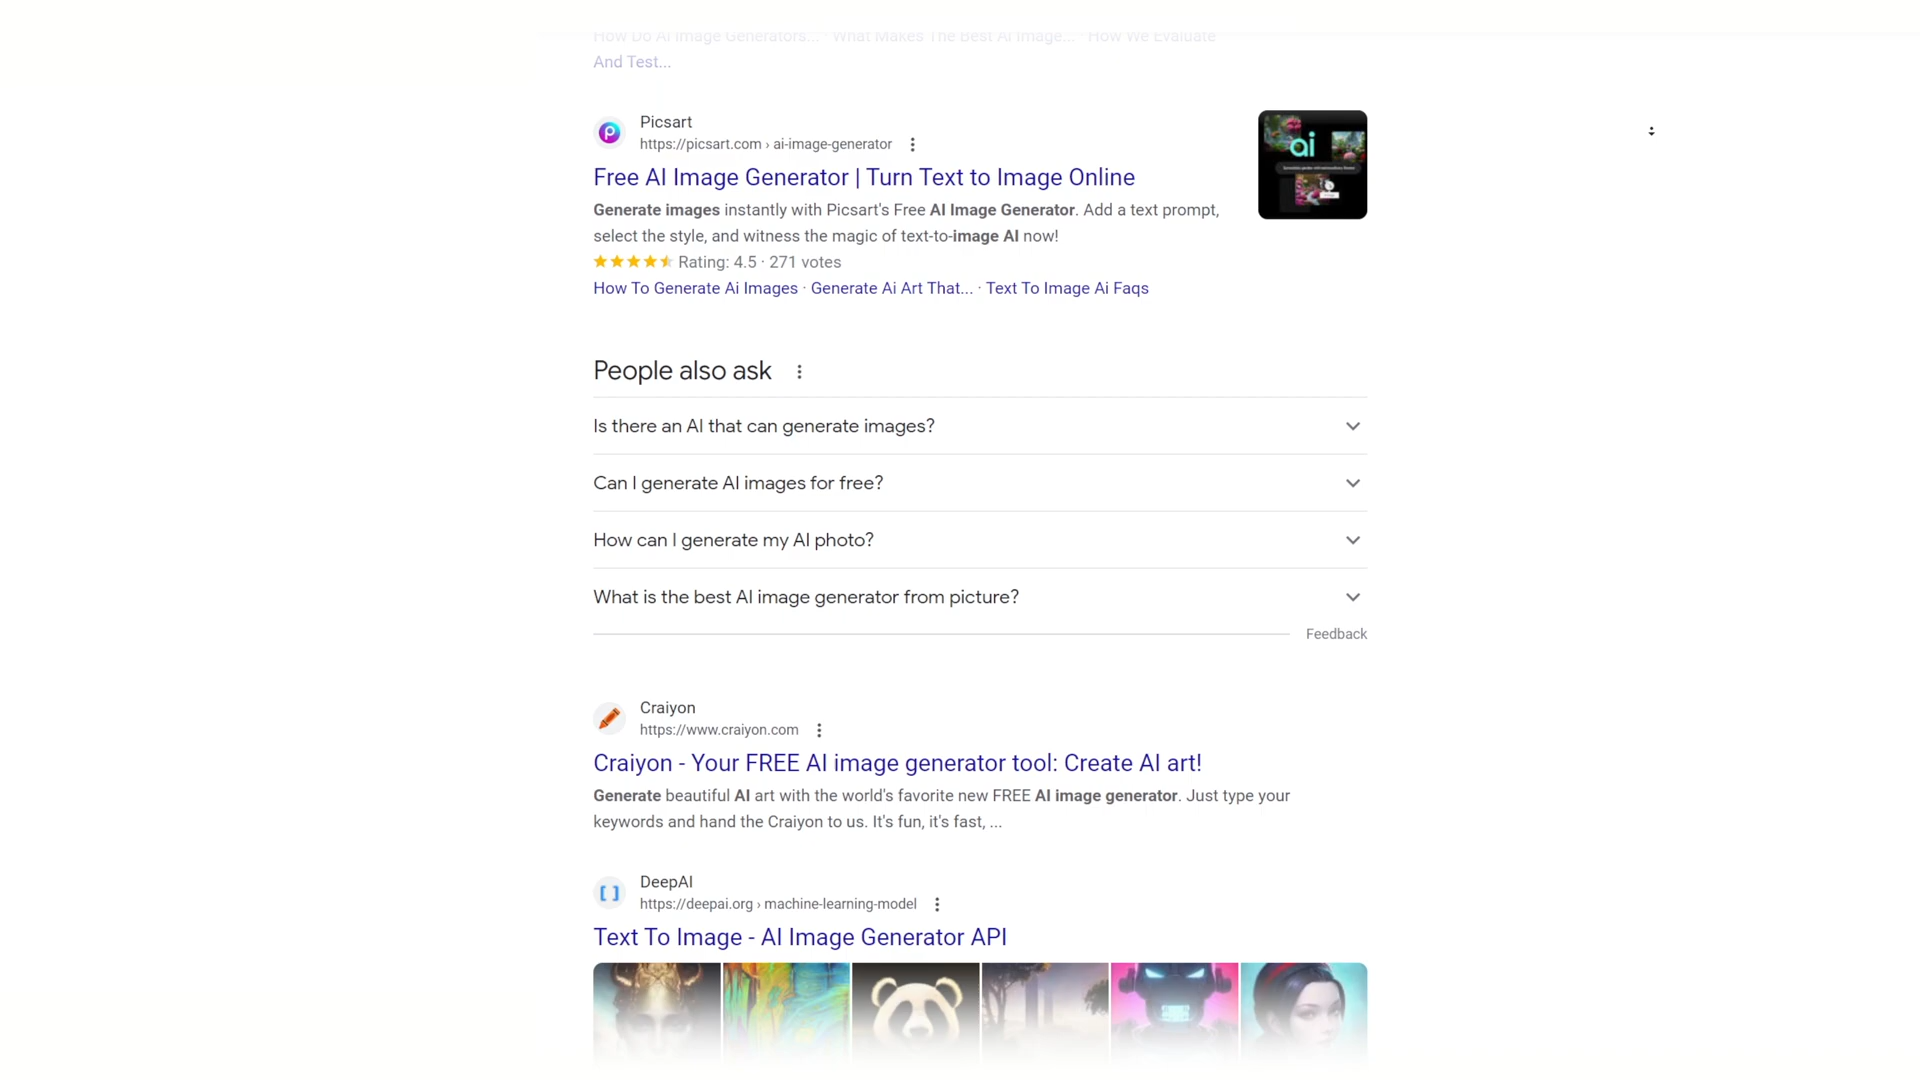 How Do Ai Image Generators... · What Makes The Best Ai Image... · How We Evaluate
And Test...
Picsart
https://picsart.com › ai-image-generator
Free AI Image Generator | Turn Text to Image Online
Generate images instantly with Picsart's Free AI Image Generator. Add a text prompt,
select the style, and witness the magic of text-to-image AI now!
Rating: 4.5 · 271 votes
How To Generate Ai Images · Generate Ai Art That... · Text To Image Ai Faqs
ai
People also ask
Is there an AI that can generate images?
Can I generate AI images for free?
How can I generate my AI photo?
What is the best AI image generator from picture?
Feedback
Craiyon
https://www.craiyon.com
Craiyon - Your FREE AI image generator tool: Create AI art!
Generate beautiful AI art with the world's favorite new FREE AI image generator. Just type your
keywords and hand the Craiyon to us. It's fun, it's fast, ...
DeepAI
https://deepai.org › machine-learning-model
Text To Image - AI Image Generator API